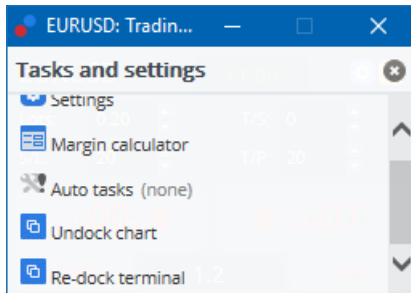 EURUSD: Tradin...
Tasks and settings
Settings
Margin calculator
Auto tasks (none)
Undock chart
Re-dock terminal